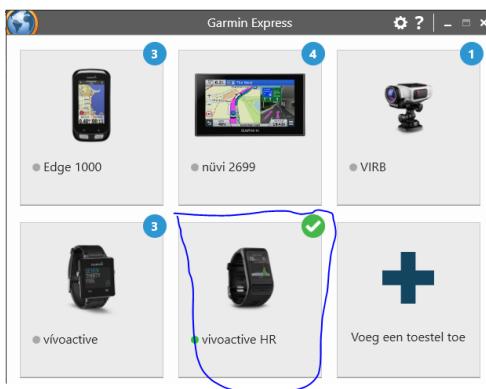 Garmin Express
?
3
4
1
Edge 1000
nüvi 2699
VIRB
3
vívoactive
vívoactive HR
Voeg een toestel toe